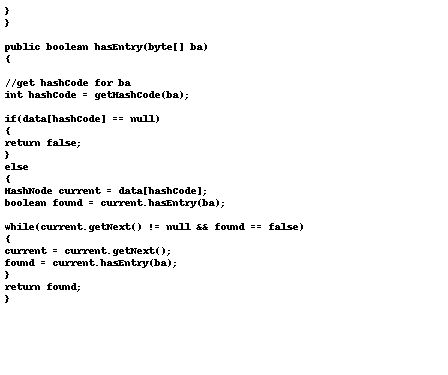 }
}
public boolean hasEntry(byte[] ba)
{
//get hashCode for ba
int hashCode = getHashCode(ba);
if(data[hashCode] == null)
{
return false;
}
else
{
HashNode current = data[hashCode];
boolean found = current.hasEntry(ba);
while(current.getNext() != null && found == false)
{
current = current.getNext();
found = current.hasEntry(ba);
}
return found;
}